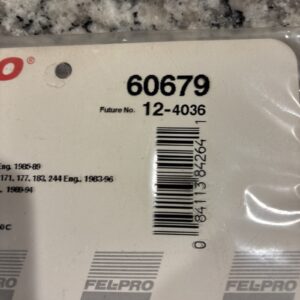 O®
60679
Future No. 12-4036
Eng. 1985-89
171, 177, 183, 244 Eng., 1983-96
., 1989-94
0 84113 84264 1
FEL-PRO FEL-PRO